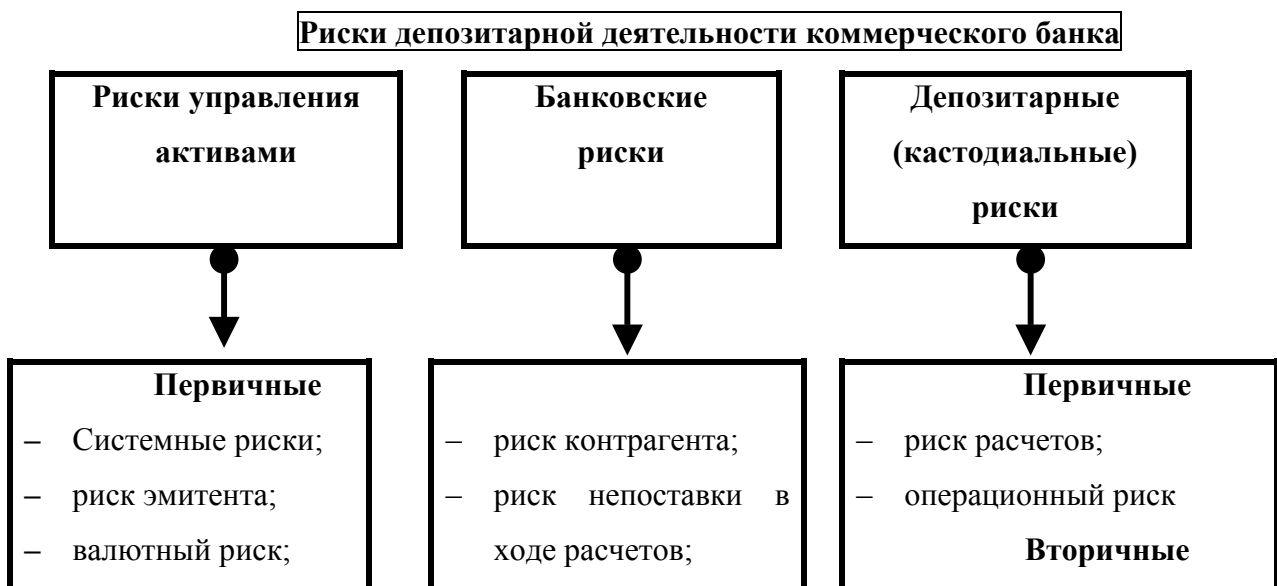 Риски депозитарной деятельности коммерческого банка
Риски управления
активами
Банковские
риски
Депозитарные
(кастодиальные)
риски
Первичные
– Системные риски;
– риск эмитента;
– валютный риск;
– риск контрагента;
– риск непоставки в
ходе расчетов;
Первичные
– риск расчетов;
– операционный риск
Вторичные